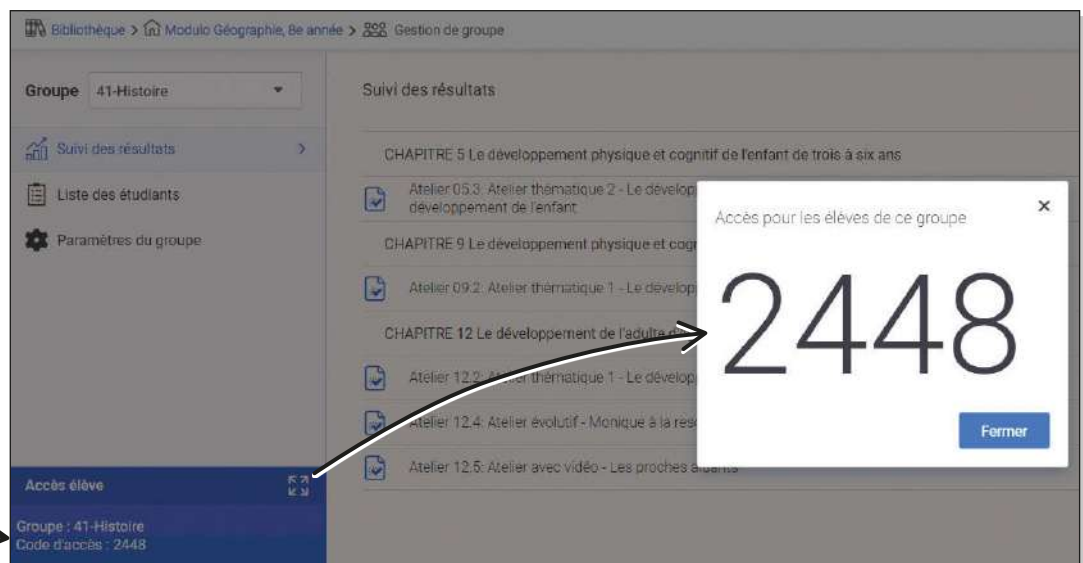 Bibliothèque > Modulo Géographie, 8e année > Gestion de groupe
Groupe 41-Histoire
Suivi des résultats
Liste des étudiants
Paramètres du groupe
Accès élève
Groupe : 41-Histoire
Code d'accès : 2448
Suivi des résultats
CHAPITRE 5 Le développement physique et cognitif de l'enfant de trois à six ans
Atelier 05.3: Atelier thématique 2 - Le dévelop
développement de l'enfant
CHAPITRE 9 Le développement physique et cogn
Atelier 09.2: Atelier thématique 1 - Le dévelop
CHAPITRE 12 Le développement de l'adulte
Atelier 12.2: Atelier thématique 1 - Le dévelop
Atelier 12.4: Atelier évolutif - Monique à la res
Atelier 12.5: Atelier avec vidéo - Les proches aidants
Accès pour les élèves de ce groupe
2448
Fermer